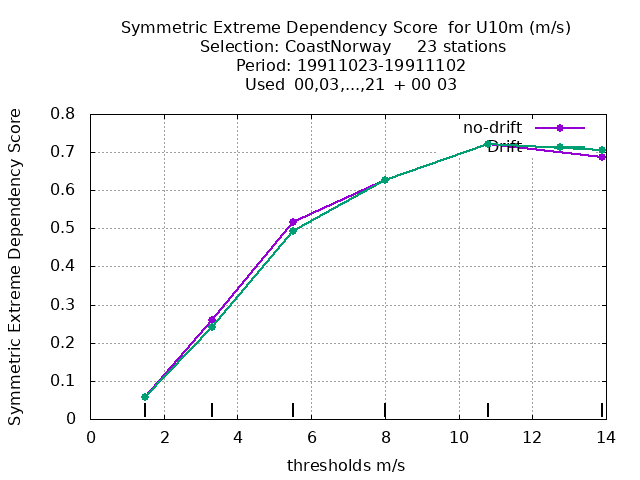 Symmetric Extreme Dependency Score for U10m (m/s)
Selection: CoastNorway 23 stations
Period: 19911023-19911102
Used 00,03,...,21 + 00 03
Symmetric Extreme Dependency Score
0.8
0.7
0.6
0.5
0.4
0.3
0.2
0.1
0
no-drift
Drift
0 2 4 6 8 10 12 14
thresholds m/s